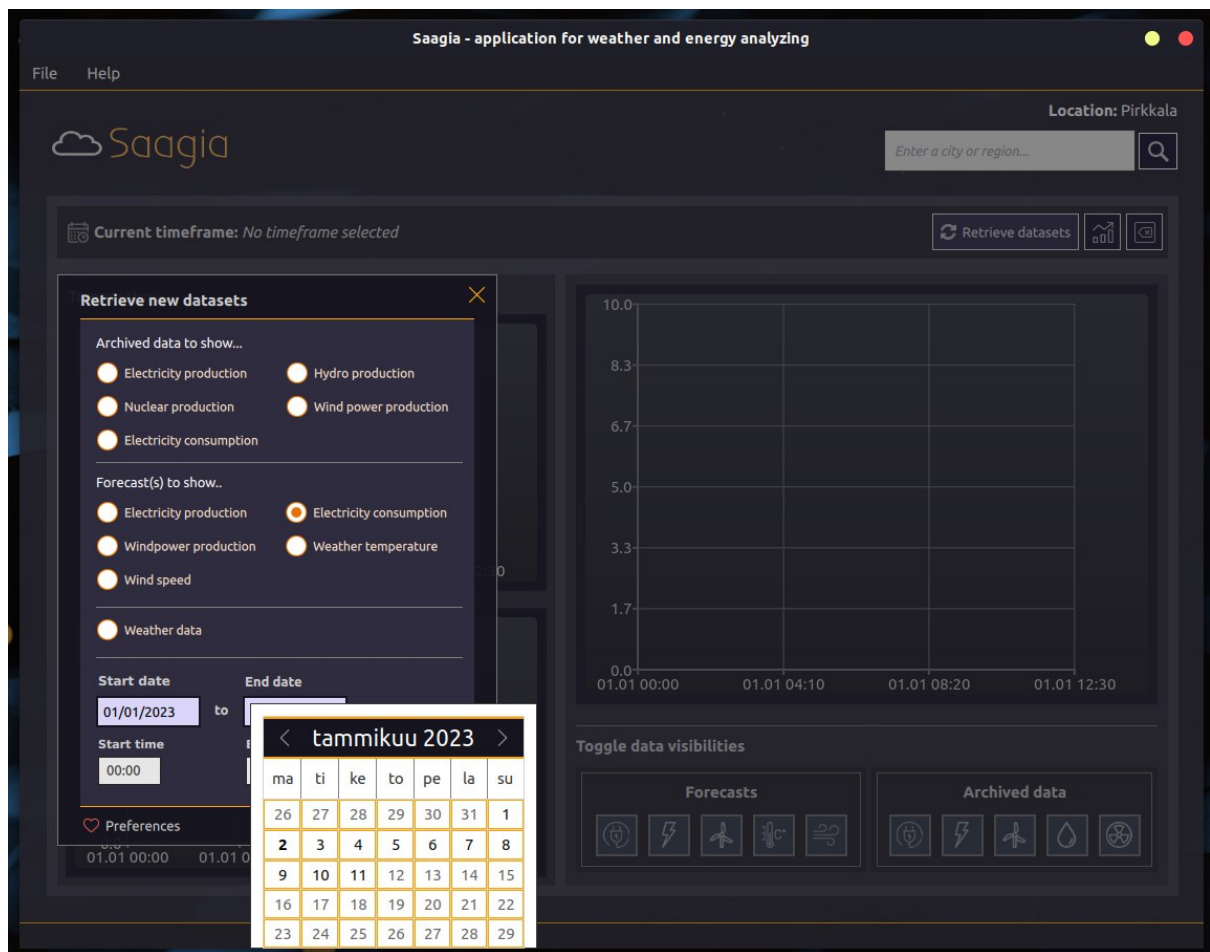 Saagia - application for weather and energy analyzing
File Help
Location: Pirkkala
Saagia
Enter a city or region...
Current timeframe: No timeframe selected
Retrieve datasets
Retrieve new datasets
Archived data to show...
Electricity production Hydro production
Nuclear production Wind power production
Electricity consumption
Forecast(s) to show..
Electricity production Electricity consumption
Windpower production Weather temperature
Wind speed
Weather data
Start date End date
01/01/2023 to
Start time
00:00
Preferences
01.01 00:00 01.01 0
tammikuu 2023
ma ti ke to pe la su
26 27 28 29 30 31 1
2 3 4 5 6 7 8
9 10 11 12 13 14 15
16 17 18 19 20 21 22
23 24 25 26 27 28 29
10.0
8.3
6.7
5.0
3.3
1.7
0.0
01.01 00:00 01.01 04:10 01.01 08:20 01.01 12:30
Toggle data visibilities
Forecasts Archived data
C°